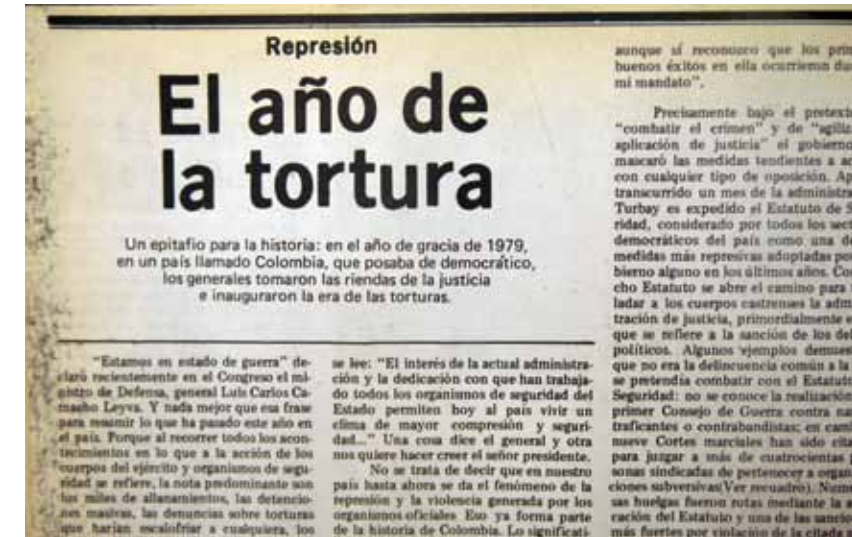 Represión
El año de
la tortura
Un epitafio para la historia: en el año de gracia de 1979,
en un país llamado Colombia, que posaba de democrático,
los generales tomaron las riendas de la justicia
e inauguraron la era de las torturas.
"Estamos en estado de guerra" de-
claró recientemente en el Congreso el mi-
nistro de Defensa, general Luis Carlos Ca-
macho Leyva. Y nada mejor que esa frase
para resumir lo que ha pasado este año en
el país. Porque al recorrer todos los acon-
tecimientos en lo que a la acción de los
cuerpos del ejército y organismos de segu-
ridad se refiere, la nota predominante son
los miles de allanamientos, las detencio-
nes masivas, las denuncias sobre torturas
que harían escalofriar a cualquiera, los
se lee: "El interés de la actual administra-
ción y la dedicación con que han trabaja-
do todos los organismos de seguridad del
Estado permiten hoy al país vivir un
clima de mayor compresión y seguri-
dad..." Una cosa dice el general y otra
nos quiere hacer creer el señor presidente.
No se trata de decir que en nuestro
país hasta ahora se da el fenómeno de la
represión y la violencia generada por los
organismos oficiales Eso ya forma parte
de la historia de Colombia. Lo significati-
aunque sí reconozco que los prim
buenos éxitos en ella ocurrieron du
mi mandato".
Precisamente bajo el pretexto
"combatir el crimen" y de "agiliz
aplicación de justicia" el gobierno
mascaró las medidas tendientes a ac
con cualquier tipo de oposición. Ap
transcurrido un mes de la administra
Turbay es expedido el Estatuto de S
ridad, considerado por todos los sect
democráticos del país como una de
medidas más represivas adoptadas por
bierno alguno en los últimos años. Con
cho Estatuto se abre el camino para
ladar a los cuerpos castrenses la admi
tración de justicia, primordialmente e
que se refiere a la sanción de los del
políticos. Algunos ejemplos demues
que no era la delincuencia común a la
se pretendía combatir con el Estatuto
Seguridad: no se conoce la realización
primer Consejo de Guerra contra nar
traficantes o contrabandistas; en cam
nueve Cortes marciales han sido cita
para juzgar a más de cuatrocientas
sonas sindicadas de pertenecer a organi
ciones subversivas(Ver recuadro). Nume
sas huelgas fueron rotas mediante la a
cación del Estatuto y una de las sancio
más fuertes por violación de la citada